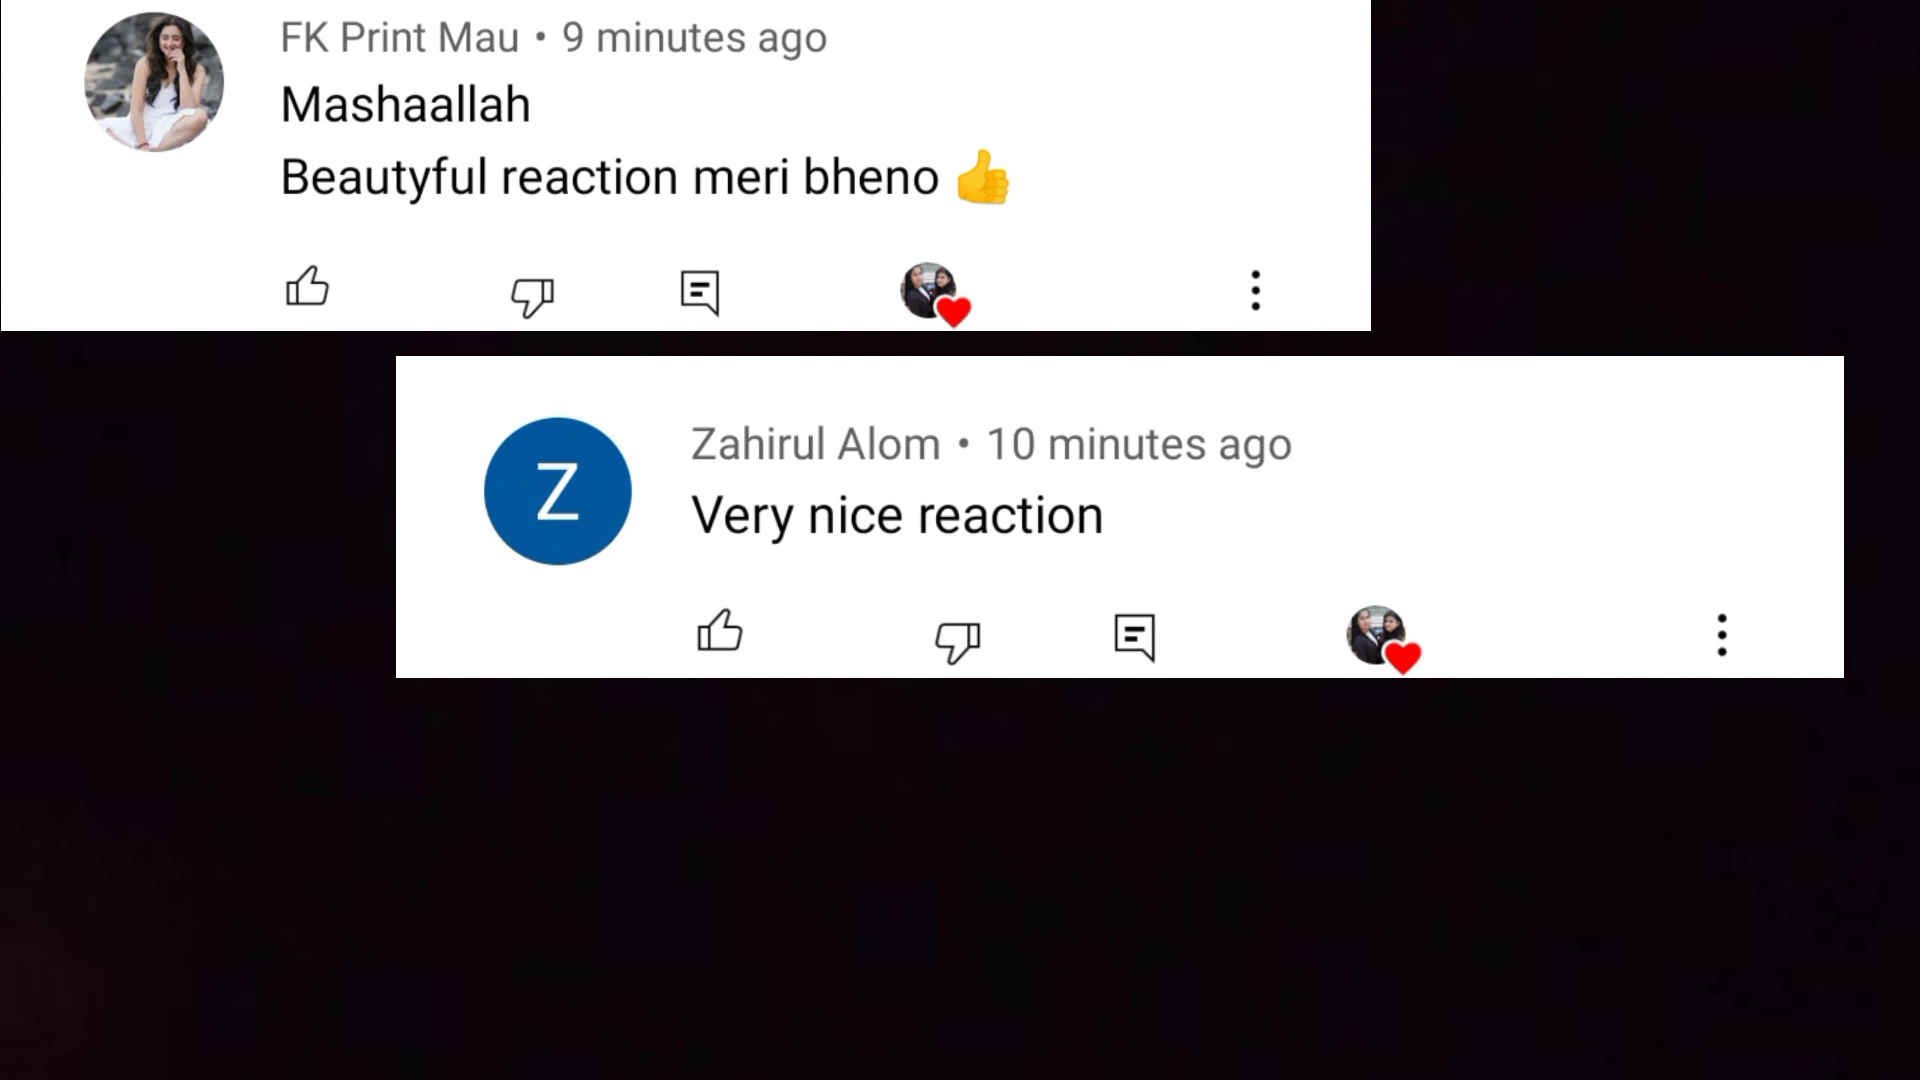 FK Print Mau • 9 minutes ago
Mashaallah
Beautyful reaction meri bheno 👍
Z
Zahirul Alom • 10 minutes ago
Very nice reaction